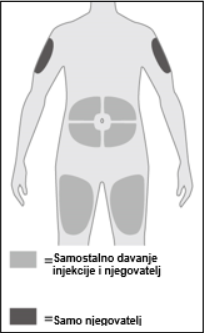 =Samostalno davanje
injekcije i njegovatelj
=Samo njegovatelj